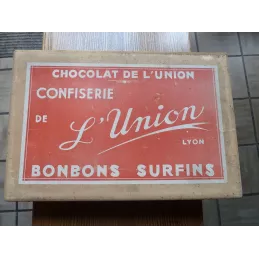 CHOCOLAT DE L'UNION
CONFISERIE
DE L'Union
LYON
BONBONS SURFINS